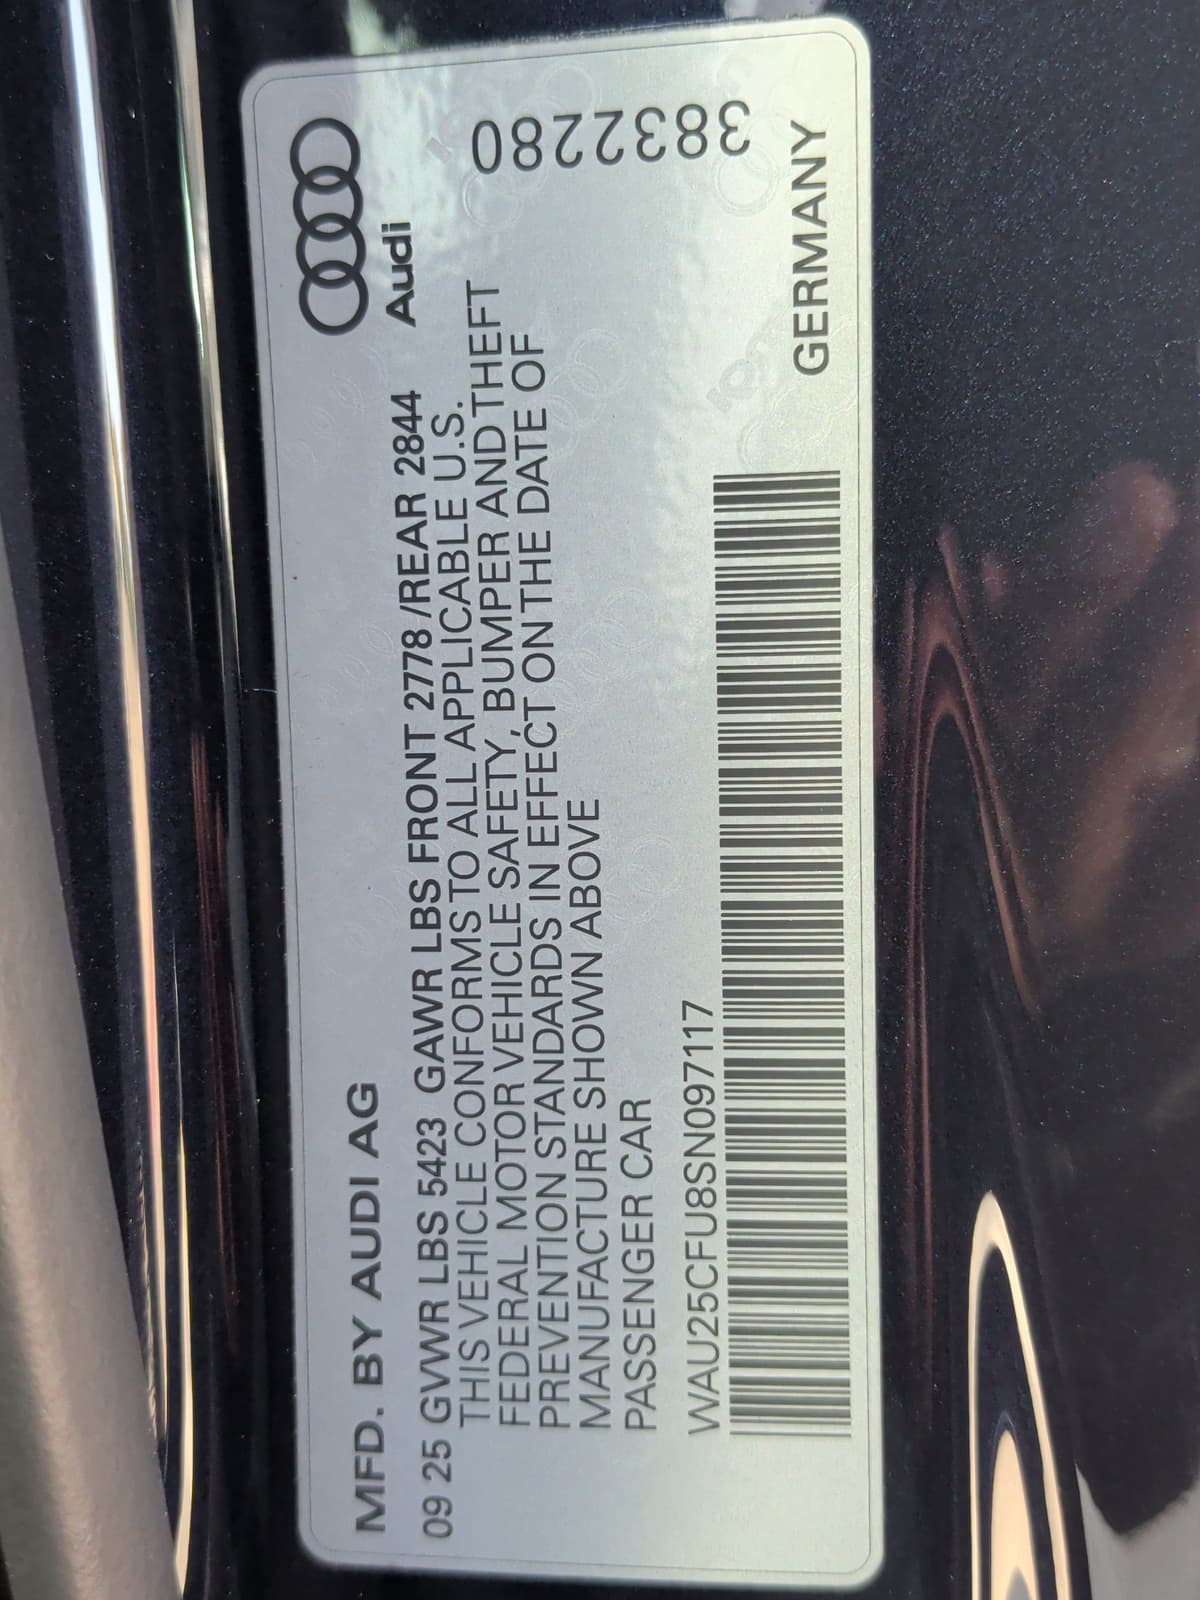 MFD. BY AUDI AG
Audi
09 25 GVWR LBS 5423 GAWR LBS FRONT 2778/REAR 2844
THIS VEHICLE CONFORMS TO ALL APPLICABLE U.S.
FEDERAL MOTOR VEHICLE SAFETY, BUMPER AND THEFT
PREVENTION STANDARDS IN EFFECT ON THE DATE OF
MANUFACTURE SHOWN ABOVE
PASSENGER CAR
3832280
WAU25CFU8SN097117
GERMANY